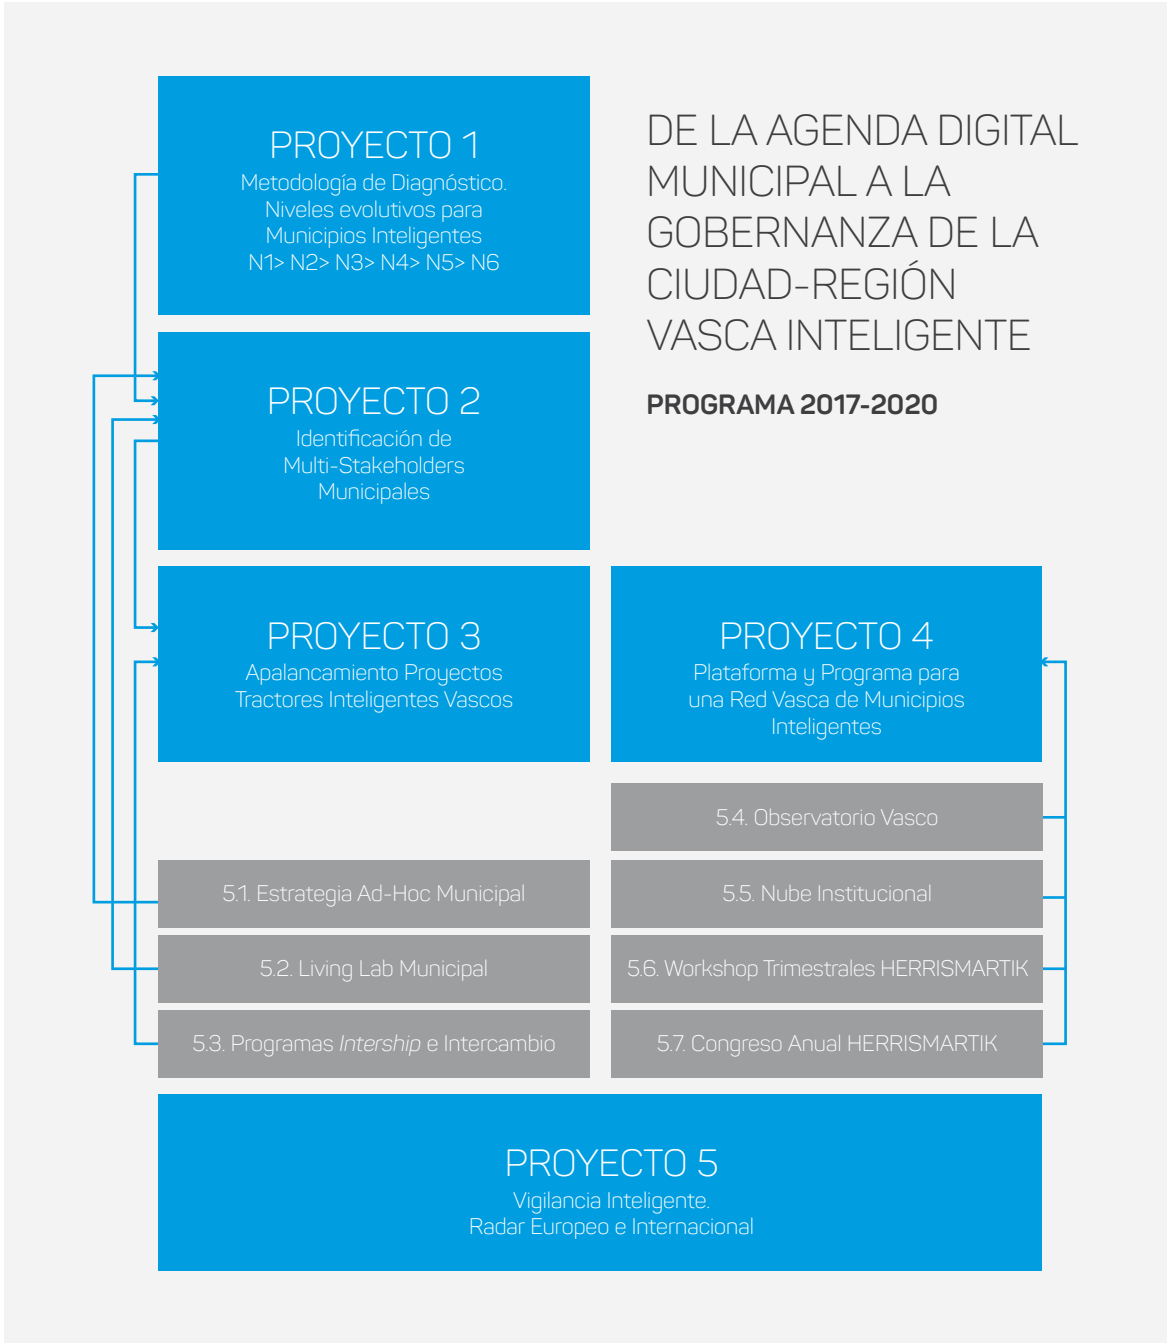 PROYECTO 1
Metodología de Diagnóstico.
Niveles evolutivos para
Municipios Inteligentes
N1> N2> N3> N4> N5> N6
DE LA AGENDA DIGITAL
MUNICIPAL A LA
GOBERNANZA DE LA
CIUDAD-REGIÓN
VASCA INTELIGENTE
PROGRAMA 2017-2020
PROYECTO 2
Identificación de
Multi-Stakeholders
Municipales
PROYECTO 3
Apalancamiento Proyectos
Tractores Inteligentes Vascos
PROYECTO 4
Plataforma y Programa para
una Red Vasca de Municipios
Inteligentes
5.1. Estrategia Ad-Hoc Municipal
5.2. Living Lab Municipal
5.3. Programas Intership e Intercambio
5.4. Observatorio Vasco
5.5. Nube Institucional
5.6. Workshop Trimestrales HERRISMARTIK
5.7. Congreso Anual HERRISMARTIK
PROYECTO 5
Vigilancia Inteligente.
Radar Europeo e Internacional